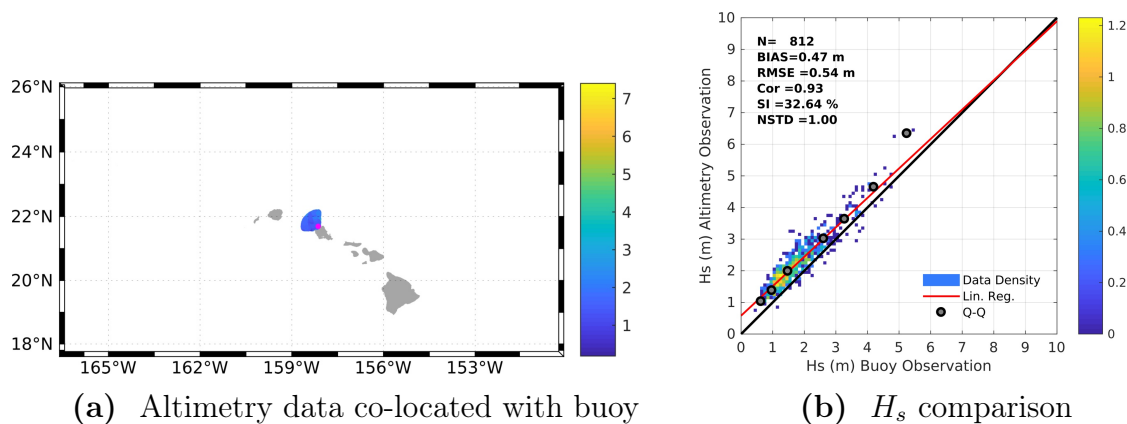 26°N
24°N
22°N
20°N
18°N
165°W 162°W 159°W 156°W 153°W
7
6
5
4
3
2
1
(a) Altimetry data co-located with buoy
Hs (m) Altimetry Observation
10
9
8
7
6
5
4
3
2
1
0
N= 812
BIAS=0.47 m
RMSE =0.54 m
Cor =0.93
SI =32.64 %
NSTD =1.00
Data Density
Lin. Reg.
Q-Q
0 1 2 3 4 5 6 7 8 9 10
Hs (m) Buoy Observation
1.2
1
0.8
0.6
0.4
0.2
0
(b) Hs comparison